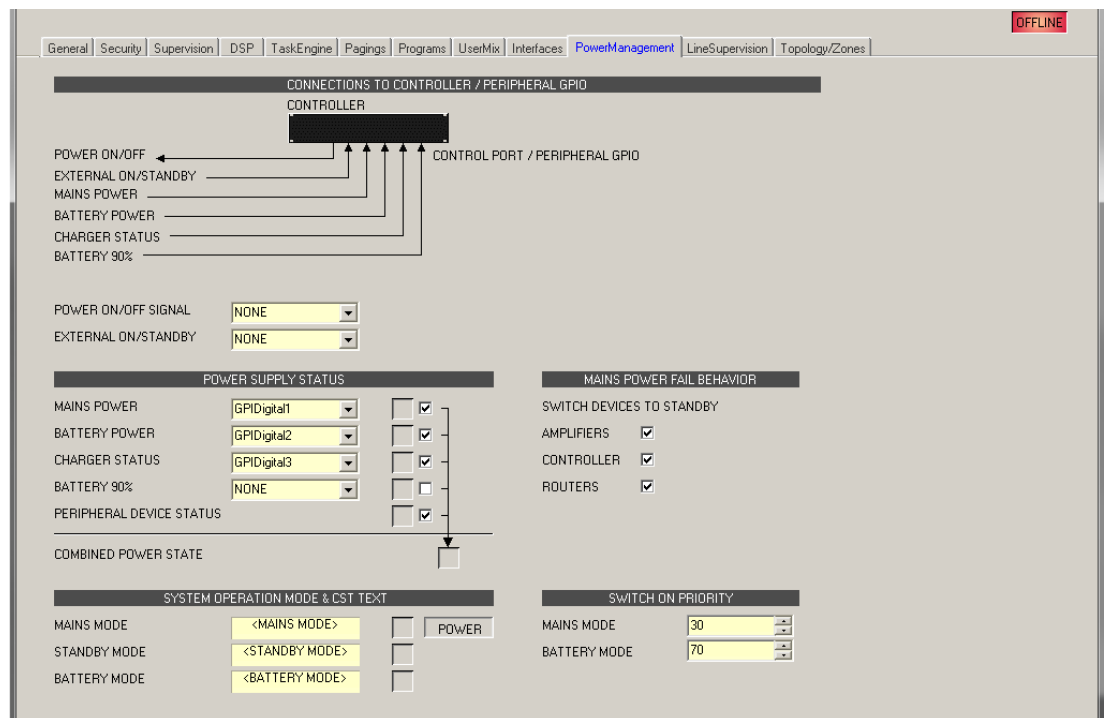 OFFLINE
General Security Supervision DSP TaskEngine Pagings Programs UserMix Interfaces PowerManagement LineSupervision Topology/Zones
CONNECTIONS TO CONTROLLER / PERIPHERAL GPIO
CONTROLLER
POWER ON/OFF
CONTROL PORT / PERIPHERAL GPIO
EXTERNAL ON/STANDBY
MAINS POWER
BATTERY POWER
CHARGER STATUS
BATTERY 90%
POWER ON/OFF SIGNAL NONE
EXTERNAL ON/STANDBY NONE
POWER SUPPLY STATUS
MAINS POWER GPIDigital1
BATTERY POWER GPIDigital2
CHARGER STATUS GPIDigital3
BATTERY 90% NONE
PERIPHERAL DEVICE STATUS
COMBINED POWER STATE
MAINS POWER FAIL BEHAVIOR
SWITCH DEVICES TO STANDBY
AMPLIFIERS
CONTROLLER
ROUTERS
SYSTEM OPERATION MODE & CST TEXT
MAINS MODE <MAINS MODE> POWER
STANDBY MODE <STANDBY MODE>
BATTERY MODE <BATTERY MODE>
SWITCH ON PRIORITY
MAINS MODE 30
BATTERY MODE 70